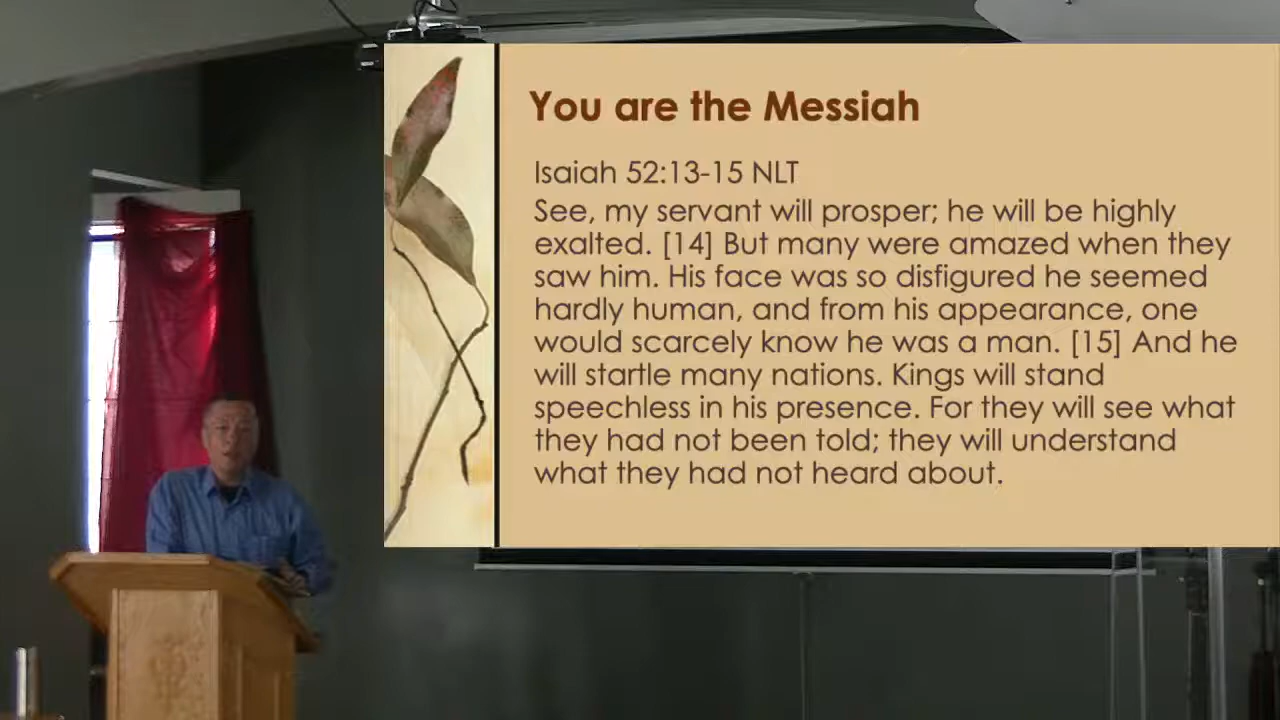 You are the Messiah
Isaiah 52:13-15 NLT
See, my servant will prosper; he will be highly
exalted. [14] But many were amazed when they
saw him. His face was so disfigured he seemed
hardly human, and from his appearance, one
would scarcely know he was a man. [15] And he
will startle many nations. Kings will stand
speechless in his presence. For they will see what
they had not been told; they will understand
what they had not heard about.